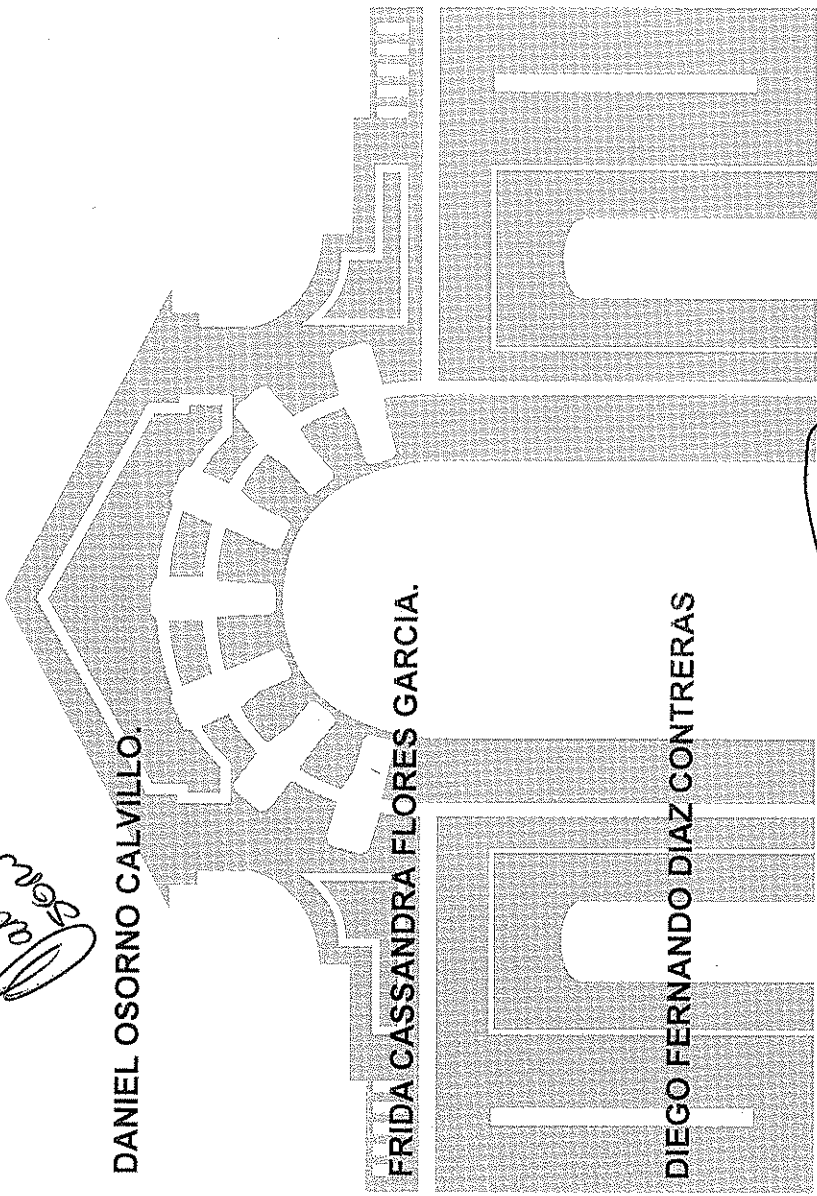 DANIEL OSORNO CALVILLO.
FRIDA CASSANDRA FLORES GARCIA.
DIEGO FERNANDO DIAZ CONTRERAS